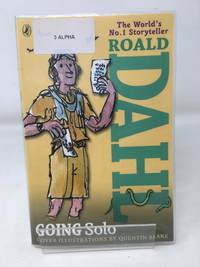 3 ALPHA
The World's
No.1 Storyteller
ROALD
DAHL
GOING Solo
COVER ILLUSTRATIONS BY QUENTIN BLAKE